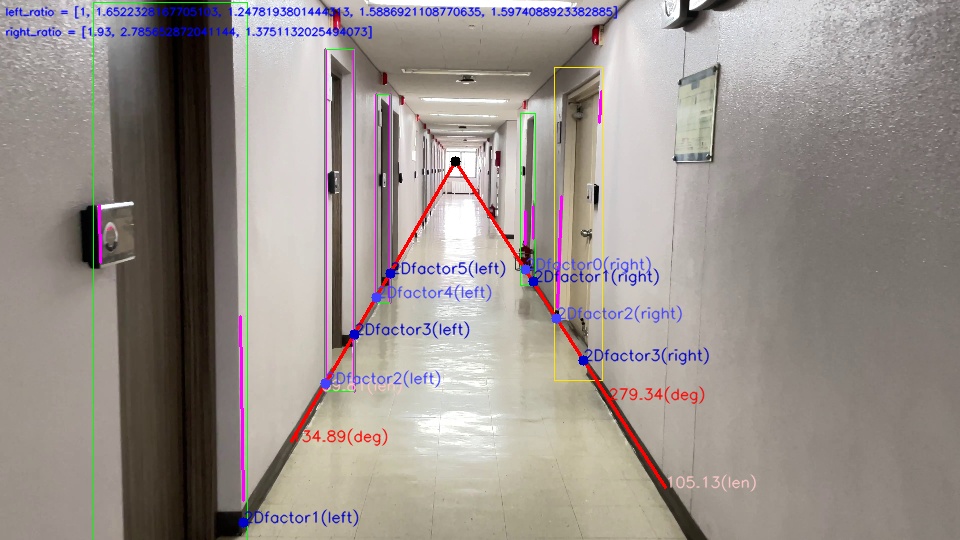 left_ratio = [1, 1.6522328167705103, 1.2478193801444313, 1.5886921108770635, 1.5974088923382885]
right_ratio = [1.93, 2.785652872041144, 1.3751132025494073]
2Dfactor5(left)
2Dfactor0(right)
2Dfactor1(right)
2Dfactor4(left)
2Dfactor2(right)
2Dfactor3(left)
2Dfactor3(right)
2Dfactor2(left)
279.34(deg)
34.89(deg)
105.13(len)
2Dfactor1(left)